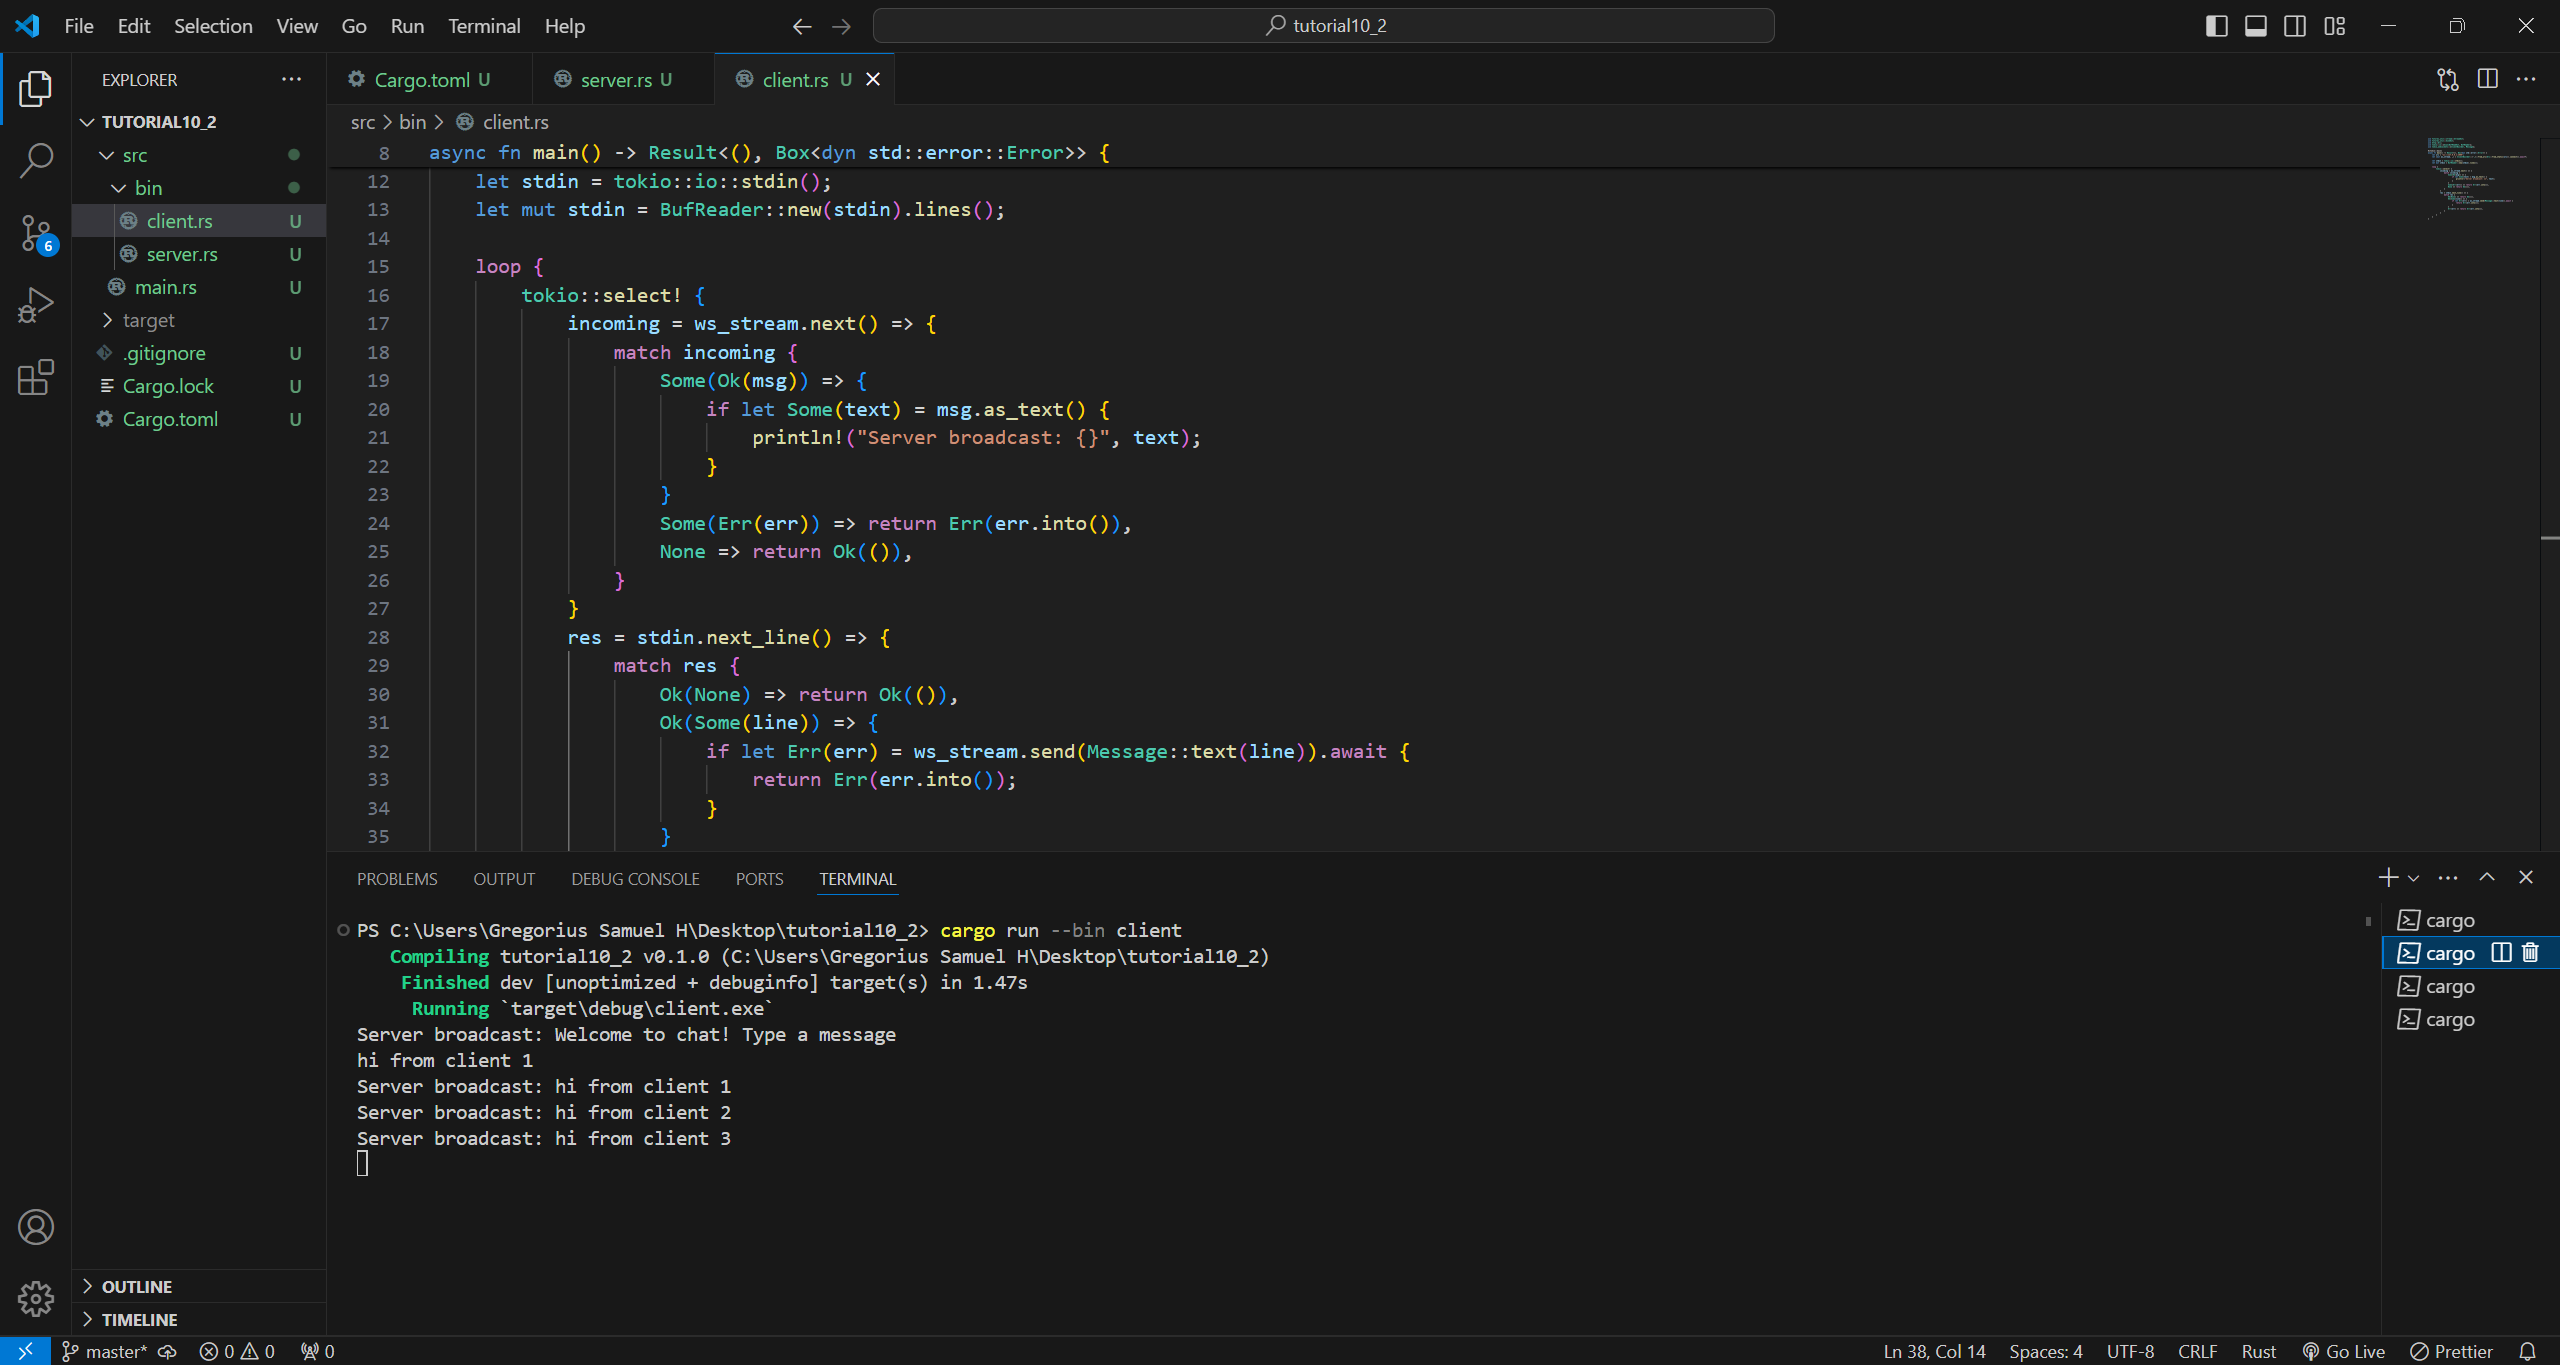 File Edit Selection View Go Run Terminal Help
tutorial10_2
EXPLORER
TUTORIAL10_2
src
bin
client.rs U
server.rs U
main.rs U
target
.gitignore U
Cargo.lock U
Cargo.toml U
OUTLINE
TIMELINE
6
Cargo.toml U
server.rs U
client.rs U
src > bin > client.rs
8 async fn main() -> Result<(), Box<dyn std::error::Error>> {
12 let stdin = tokio::io::stdin();
13 let mut stdin = BufReader::new(stdin).lines();
14
15 loop {
16 tokio::select! {
17 incoming = ws_stream.next() => {
18 match incoming {
19 Some(Ok(msg)) => {
20 if let Some(text) = msg.as_text() {
21 println!("Server broadcast: {}", text);
22 }
23 }
24 Some(Err(err)) => return Err(err.into()),
25 None => return Ok(()),
26 }
27 }
28 res = stdin.next_line() => {
29 match res {
30 Ok(None) => return Ok(()),
31 Ok(Some(line)) => {
32 if let Err(err) = ws_stream.send(Message::text(line)).await {
33 return Err(err.into());
34 }
35 }
PROBLEMS OUTPUT DEBUG CONSOLE PORTS TERMINAL
PS C:\Users\Gregorius Samuel H\Desktop\tutorial10_2> cargo run --bin client
Compiling tutorial10_2 v0.1.0 (C:\Users\Gregorius Samuel H\Desktop\tutorial10_2)
Finished dev [unoptimized + debuginfo] target(s) in 1.47s
Running `target\debug\client.exe`
Server broadcast: Welcome to chat! Type a message
hi from client 1
Server broadcast: hi from client 1
Server broadcast: hi from client 2
Server broadcast: hi from client 3
cargo
cargo
cargo
cargo
master* 0 0 0
Ln 38, Col 14 Spaces: 4 UTF-8 CRLF Rust Go Live Prettier